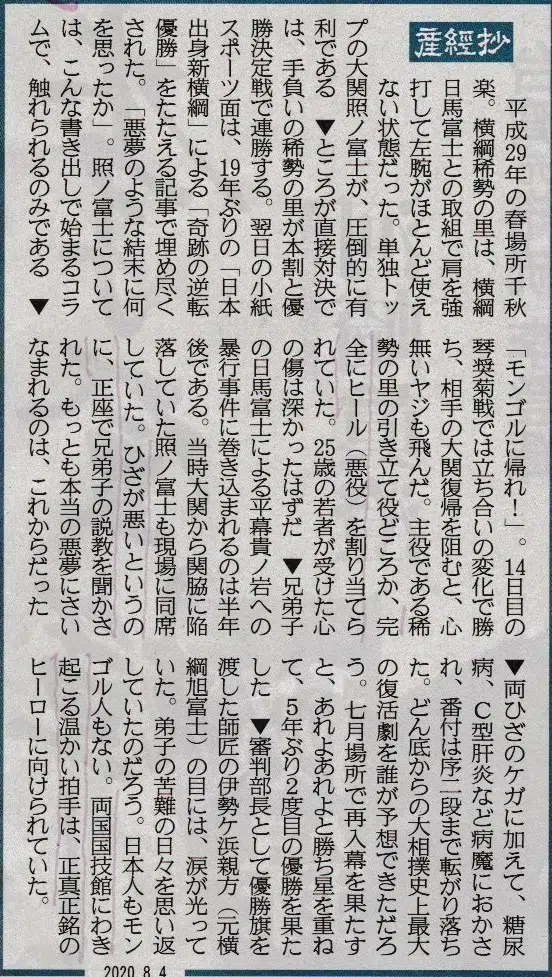 産經抄
平成29年の春場所千秋
楽。横綱稀勢の里は、横綱
日馬富士との取組で肩を強
打して左腕がほとんど使え
ない状態だった。単独トッ
プの大関照ノ富士が、圧倒的に有
利である ▼ところが直接対決で
は、手負いの稀勢の里が本割と優
勝決定戦で連勝する。翌日の小紙
スポーツ面は、19年ぶりの「日本
出身新横綱」による「奇跡の逆転
優勝」をたたえる記事で埋め尽く
された。「悪夢のような結末に何
を思ったか」。照ノ富士について
は、こんな書き出しで始まるコラ
ムで、触れられるのみである ▼
「モンゴルに帰れ！」。14日目の
琴奨菊戦では立ち合いの変化で勝
ち、相手の大関復帰を阻むと、心
無いヤジも飛んだ。主役である稀
勢の里の引き立て役どころか、完
全にヒール（悪役）を割り当てら
れていた。25歳の若者が受けた心
の傷は深かったはずだ ▼兄弟子
の日馬富士による平幕貴ノ岩への
暴行事件に巻き込まれるのは半年
後である。当時大関から関脇に陥
落していた照ノ富士も現場に同席
していた。ひざが悪いというの
に、正座で兄弟子の説教を聞かさ
れた。もっとも本当の悪夢にさい
なまれるのは、これからだった
▼両ひざのケガに加えて、糖尿
病、Ｃ型肝炎など病魔におかさ
れ、番付は序二段まで転がり落ち
た。どん底からの大相撲史上最大
の復活劇を誰が予想できただろ
う。七月場所で再入幕を果たす
と、あれよあれよと勝ち星を重ね
て、５年ぶり２度目の優勝を果た
した ▼審判部長として優勝旗を
渡した師匠の伊勢ケ浜親方（元横
綱旭富士）の目には、涙が光って
いた。弟子の苦難の日々を思い返
していたのだろう。日本人もモン
ゴル人もない。両国国技館にわき
起こる温かい拍手は、正真正銘の
ヒーローに向けられていた。
2020. 8. 4